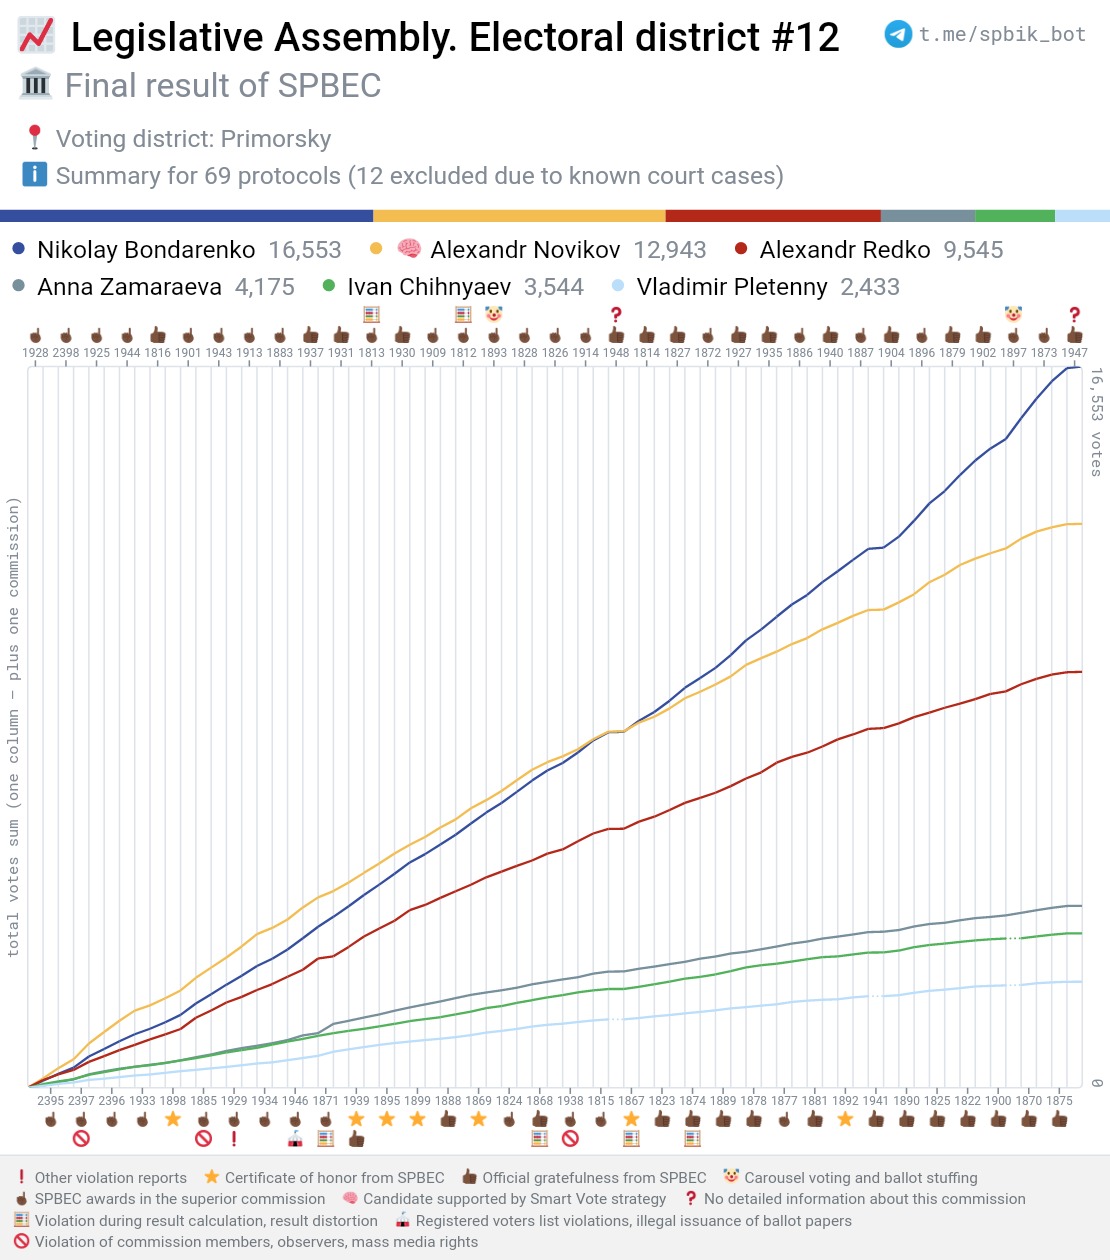 Legislative Assembly. Electoral district #12
t.me/spbik_bot
Final result of SPBEC
Voting district: Primorsky
Summary for 69 protocols (12 excluded due to known court cases)
Nikolay Bondarenko 16,553 Alexandr Novikov 12,943 Alexandr Redko 9,545
Anna Zamaraeva 4,175 Ivan Chihnyaev 3,544 Vladimir Pletenny 2,433
1928 2398 1925 1944 1816 1901 1943 1913 1883 1937 1931 1813 1930 1909 1812 1893 1828 1826 1914 1948 1814 1827 1872 1927 1935 1886 1940 1887 1904 1896 1879 1902 1897 1873 1947
16,553 votes
total votes sum (one column – plus one commission)
0
2395 2397 2396 1933 1898 1885 1929 1934 1946 1871 1939 1895 1899 1888 1869 1824 1868 1938 1815 1867 1823 1874 1889 1878 1877 1881 1892 1941 1890 1825 1822 1900 1870 1875
Other violation reports Certificate of honor from SPBEC Official gratefulness from SPBEC Carousel voting and ballot stuffing
SPBEC awards in the superior commission Candidate supported by Smart Vote strategy No detailed information about this commission
Violation during result calculation, result distortion Registered voters list violations, illegal issuance of ballot papers
Violation of commission members, observers, mass media rights